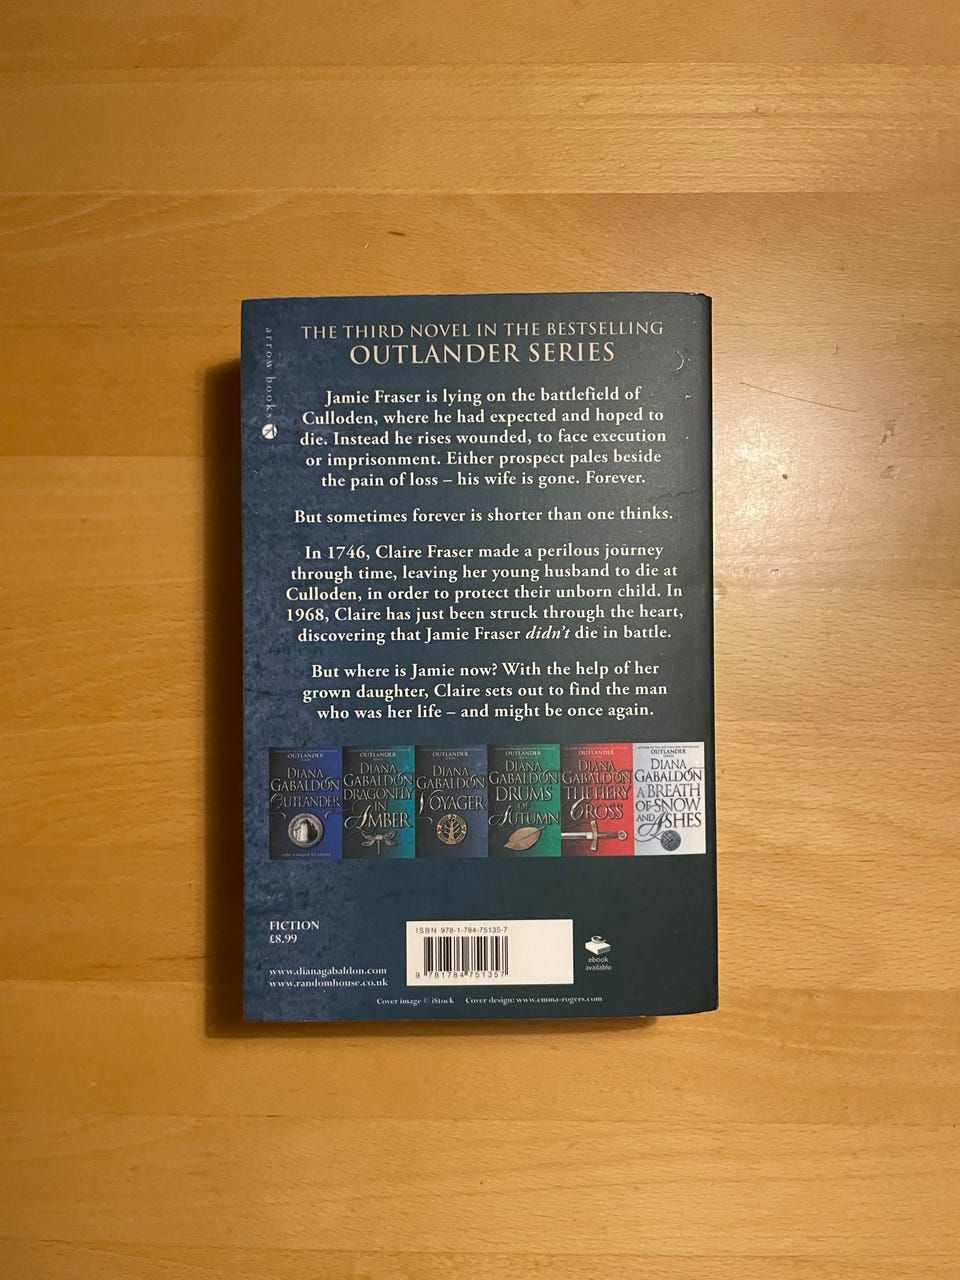 arrow books
THE THIRD NOVEL IN THE BESTSELLING
OUTLANDER SERIES
Jamie Fraser is lying on the battlefield of
Culloden, where he had expected and hoped to
die. Instead he rises wounded, to face execution
or imprisonment. Either prospect pales beside
the pain of loss – his wife is gone. Forever.
But sometimes forever is shorter than one thinks.
In 1746, Claire Fraser made a perilous journey
through time, leaving her young husband to die at
Culloden, in order to protect their unborn child. In
1968, Claire has just been struck through the heart,
discovering that Jamie Fraser didn't die in battle.
But where is Jamie now? With the help of her
grown daughter, Claire sets out to find the man
who was her life – and might be once again.
OUTLANDER
DIANA
GABALDON
OUTLANDER
OUTLANDER
DIANA
GABALDON
DRAGONFLY
IN
AMBER
OUTLANDER
DIANA
GABALDON
VOYAGER
OUTLANDER
DIANA
GABALDON
DRUMS
OF
AUTUMN
OUTLANDER
DIANA
GABALDON
THE FIERY
CROSS
OUTLANDER
DIANA
GABALDON
A BREATH
OF SNOW
AND
ASHES
FICTION
£8.99
www.dianagabaldon.com
www.randomhouse.co.uk
ISBN 978-1-784-75135-7
9 781784 751357
ebook
available
Cover image © iStock Cover design: www.emma-rogers.com